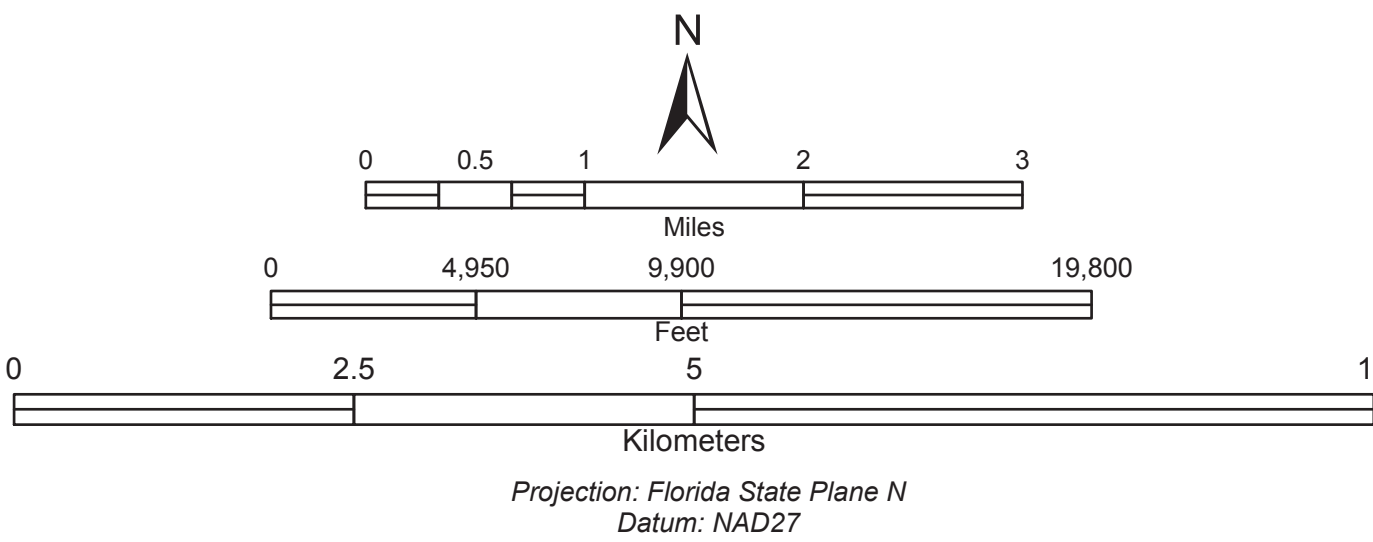 N
0 0.5 1 2 3
Miles
0 4,950 9,900 19,800
Feet
0 2.5 5 1
Kilometers
Projection: Florida State Plane N
Datum: NAD27